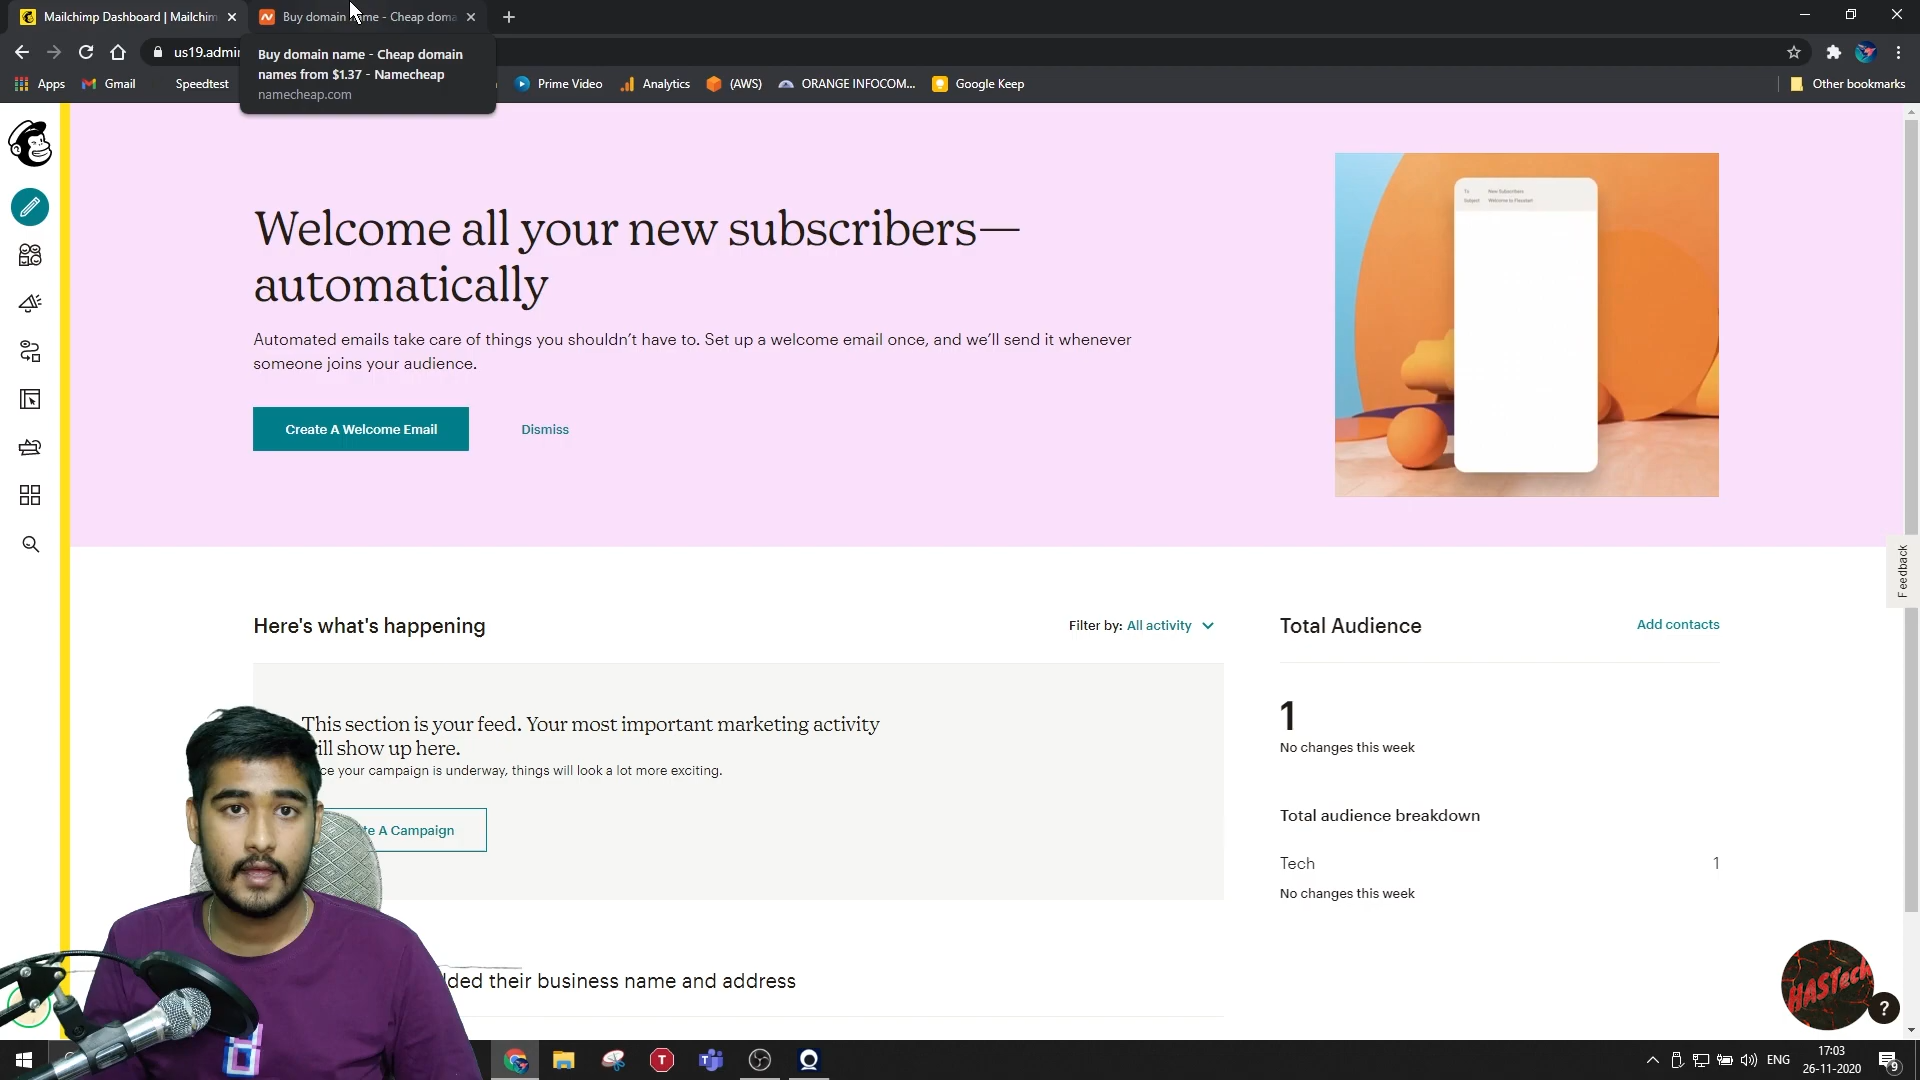 Mailchimp Dashboard | Mailchim
Buy domain name - Cheap doma
us19.admin
Buy domain name - Cheap domain
names from $1.37 - Namecheap
namecheap.com
Apps
Gmail
Speedtest
Prime Video
Analytics
(AWS)
ORANGE INFOCOM...
Google Keep
Other bookmarks
Welcome all your new subscribers—
automatically
Automated emails take care of things you shouldn't have to. Set up a welcome email once, and we'll send it whenever
someone joins your audience.
Create A Welcome Email
Dismiss
To New Subscribers
Subject
Feedback
Here's what's happening
Filter by: All activity
Total Audience
Add contacts
This section is your feed. Your most important marketing activity
ill show up here.
ce your campaign is underway, things will look a lot more exciting.
te A Campaign
1
No changes this week
Total audience breakdown
Tech 1
No changes this week
ded their business name and address
HASTech
?
T
ENG
17:03
26-11-2020
9